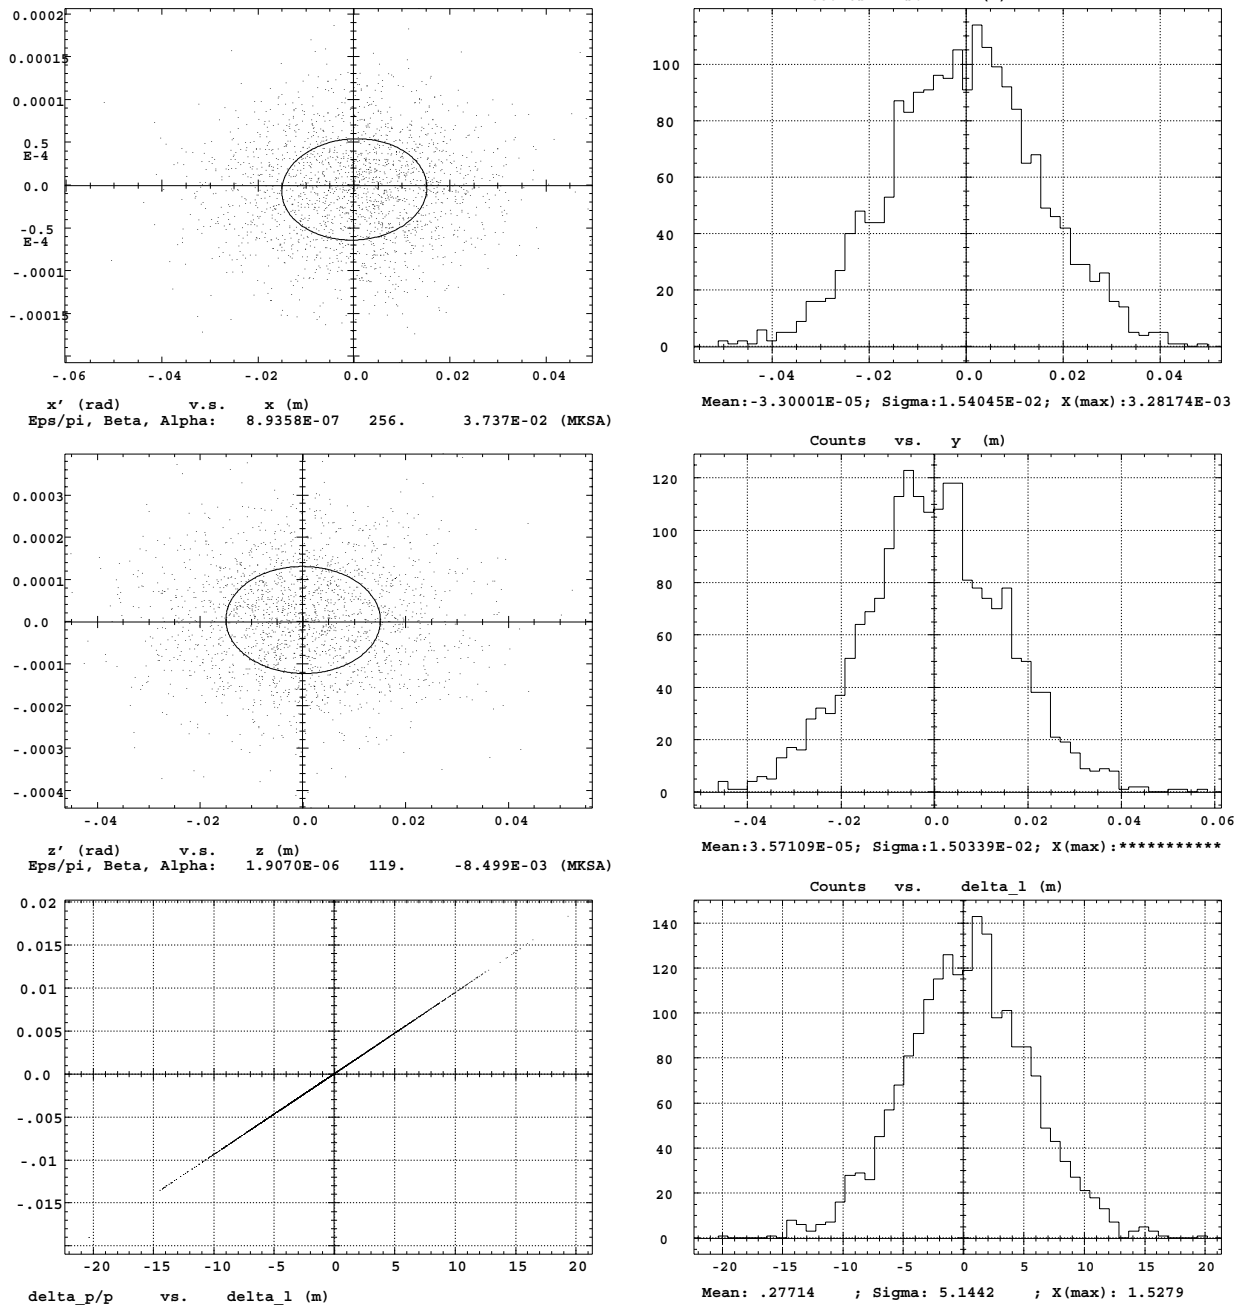 0.0002
0.00015
0.0001
0.5
E-4
0.0
-0.5
E-4
-.0001
-.00015
-.06 -.04 -.02 0.0 0.02 0.04
x' (rad) v.s. x (m)
Eps/pi, Beta, Alpha: 8.9358E-07 256. 3.737E-02 (MKSA)
100
80
60
40
20
0
-.04 -.02 0.0 0.02 0.04
Mean:-3.30001E-05; Sigma:1.54045E-02; X(max):3.28174E-03
0.0003
0.0002
0.0001
0.0
-.0001
-.0002
-.0003
-.0004
-.04 -.02 0.0 0.02 0.04
z' (rad) v.s. z (m)
Eps/pi, Beta, Alpha: 1.9070E-06 119. -8.499E-03 (MKSA)
Counts vs. y (m)
120
100
80
60
40
20
0
-.04 -.02 0.0 0.02 0.04 0.06
Mean:3.57109E-05; Sigma:1.50339E-02; X(max):***********
0.02
0.015
0.01
0.005
0.0
-.005
-.01
-.015
-20 -15 -10 -5 0 5 10 15 20
delta_p/p vs. delta_l (m)
Counts vs. delta_l (m)
140
120
100
80
60
40
20
0
-20 -15 -10 -5 0 5 10 15 20
Mean: .27714 ; Sigma: 5.1442 ; X(max): 1.5279